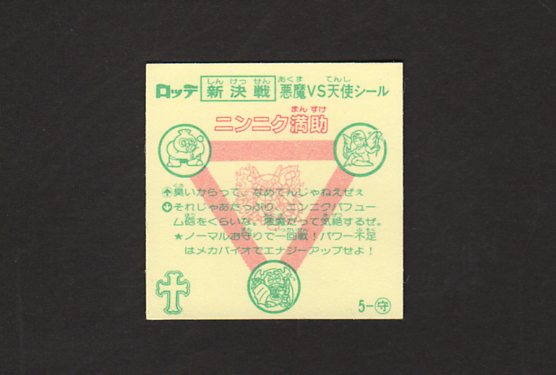 ロッテ 新決戦 悪魔VS天使シール
ニンニク満助
臭いからって、なめてんじゃねえぜぇ
それじゃあたっぷり、ニンニクパフュー
ム砲をくらいな、悪魔だって気絶するぜ。
★ノーマルお守りで一回戦！パワー不足
はメカバイオでエナジーアップせよ！
5-守